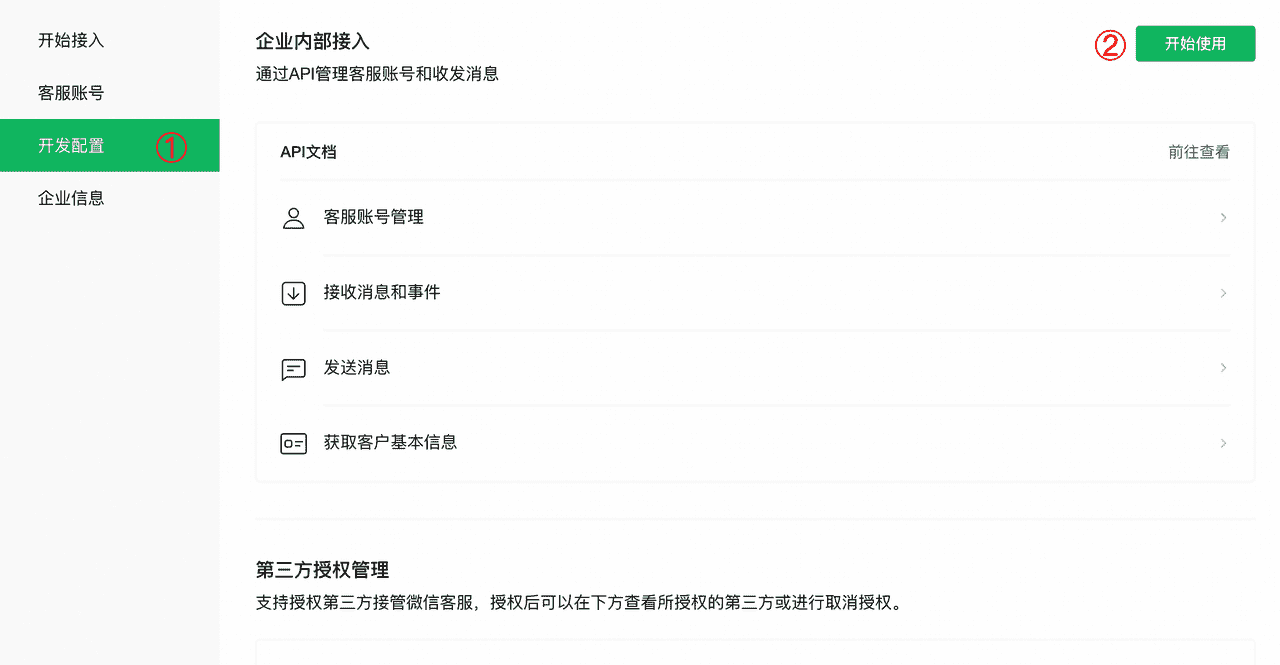 开始接入
客服账号
开发配置 ①
企业信息
企业内部接入
通过API管理客服账号和收发消息
② 开始使用
API文档
前往查看
客服账号管理
接收消息和事件
发送消息
获取客户基本信息
第三方授权管理
支持授权第三方接管微信客服，授权后可以在下方查看所授权的第三方或进行取消授权。